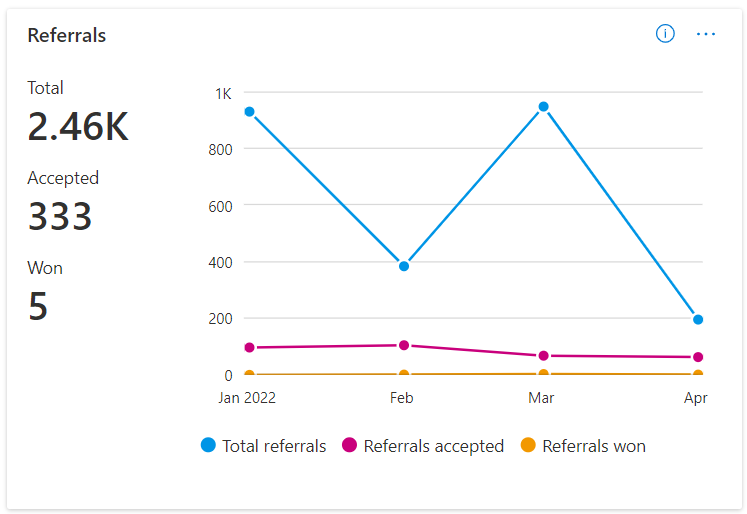 Referrals
Total
2.46K
Accepted
333
Won
5
1K
800
600
400
200
0
Jan 2022 Feb Mar Apr
Total referrals Referrals accepted Referrals won